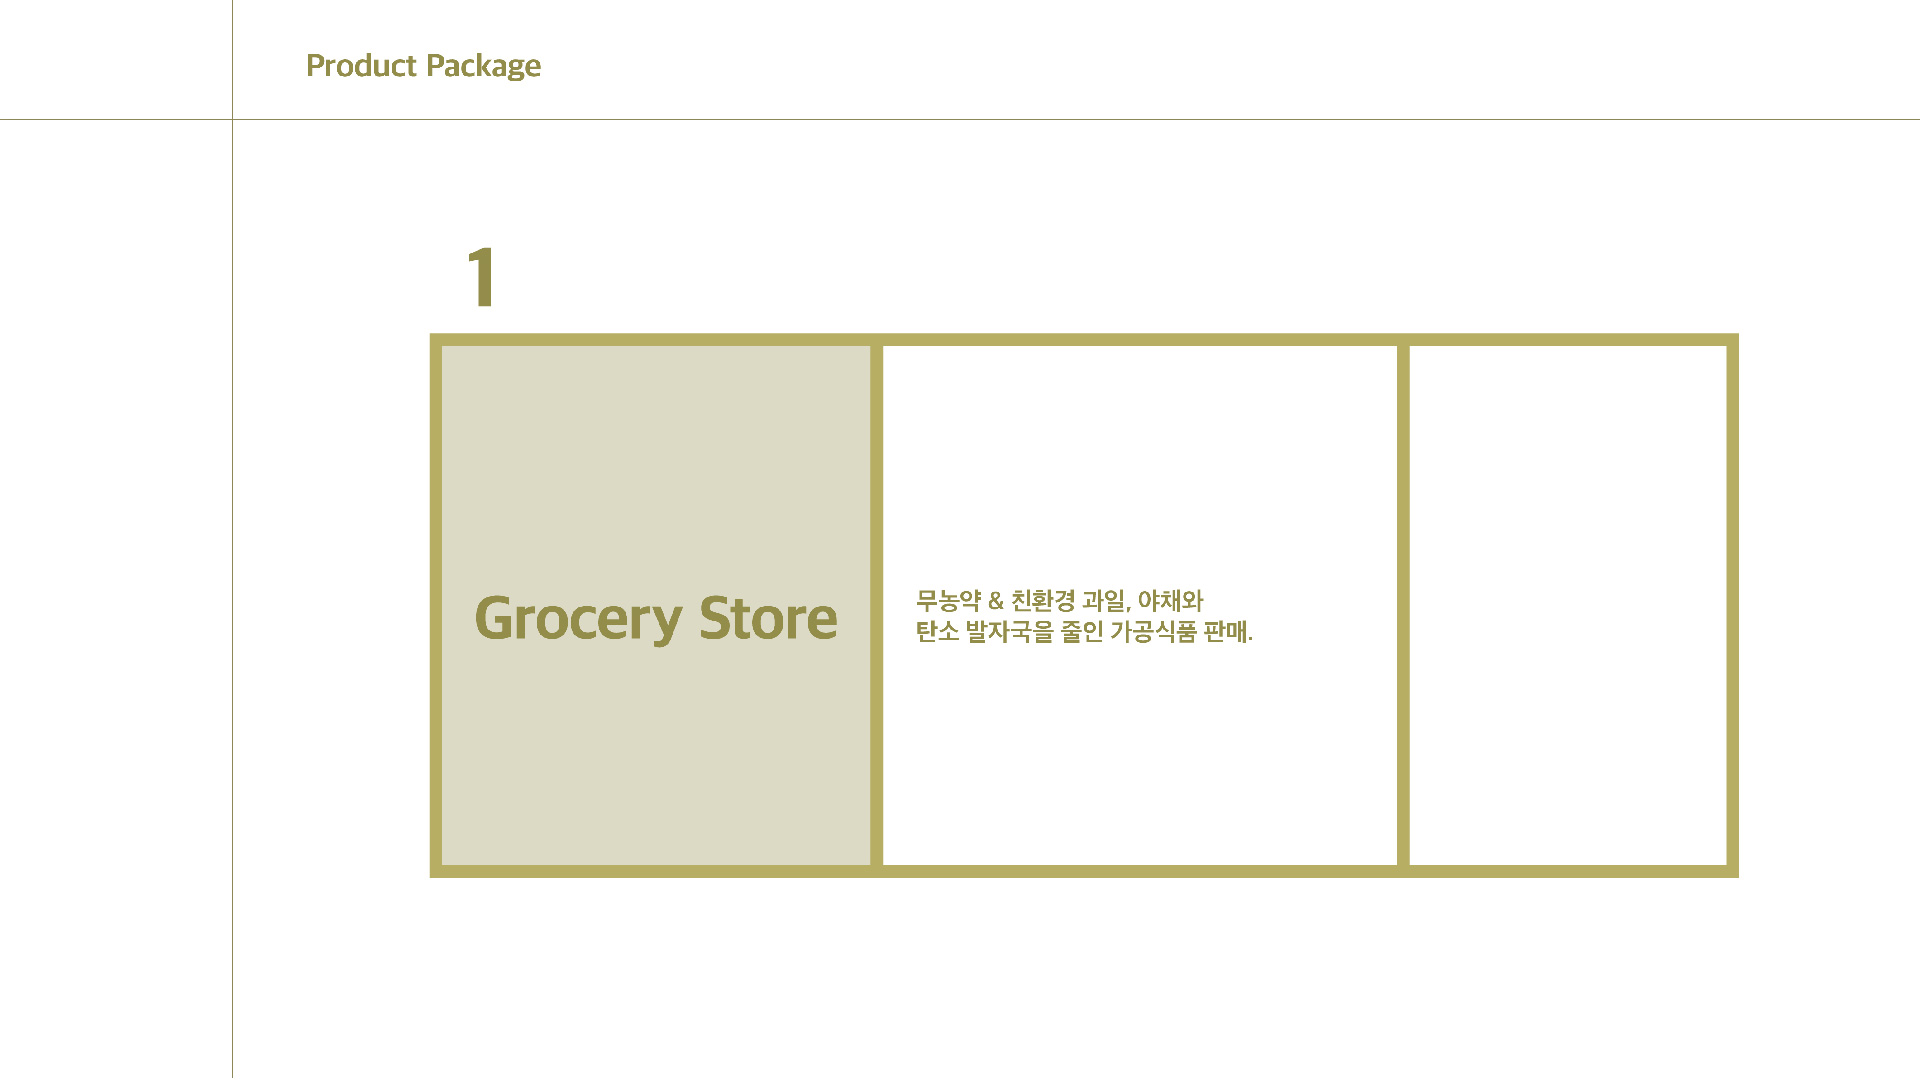 Product Package
1
Grocery Store
무농약 & 친환경 과일, 야채와
탄소 발자국을 줄인 가공식품 판매.